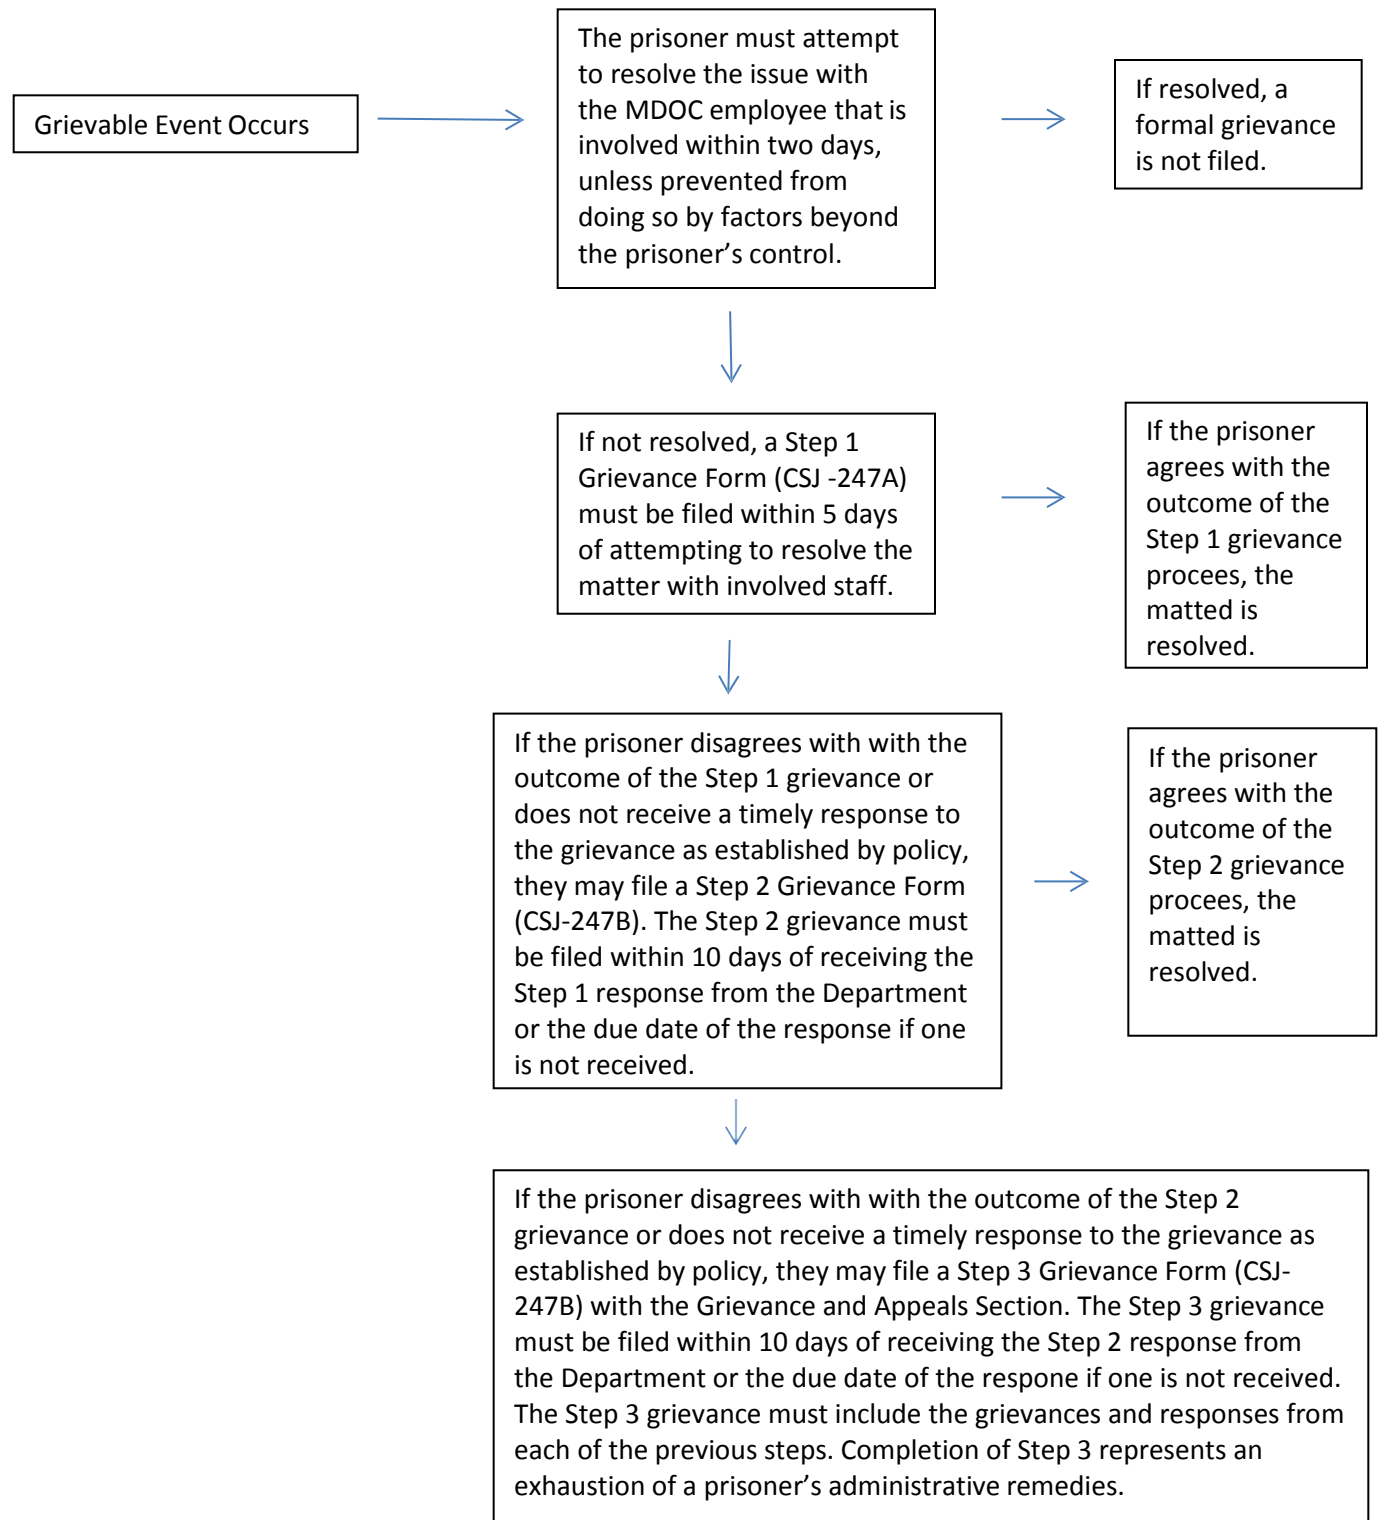 Grievable Event Occurs
The prisoner must attempt
to resolve the issue with
the MDOC employee that is
involved within two days,
unless prevented from
doing so by factors beyond
the prisoner’s control.
If resolved, a
formal grievance
is not filed.
If not resolved, a Step 1
Grievance Form (CSJ -247A)
must be filed within 5 days
of attempting to resolve the
matter with involved staff.
If the prisoner
agrees with the
outcome of the
Step 1 grievance
procees, the
matted is
resolved.
If the prisoner disagrees with with the
outcome of the Step 1 grievance or
does not receive a timely response to
the grievance as established by policy,
they may file a Step 2 Grievance Form
(CSJ-247B). The Step 2 grievance must
be filed within 10 days of receiving the
Step 1 response from the Department
or the due date of the response if one
is not received.
If the prisoner
agrees with the
outcome of the
Step 2 grievance
procees, the
matted is
resolved.
If the prisoner disagrees with with the outcome of the Step 2
grievance or does not receive a timely response to the grievance as
established by policy, they may file a Step 3 Grievance Form (CSJ-
247B) with the Grievance and Appeals Section. The Step 3 grievance
must be filed within 10 days of receiving the Step 2 response from
the Department or the due date of the respone if one is not received.
The Step 3 grievance must include the grievances and responses from
each of the previous steps. Completion of Step 3 represents an
exhaustion of a prisoner’s administrative remedies.